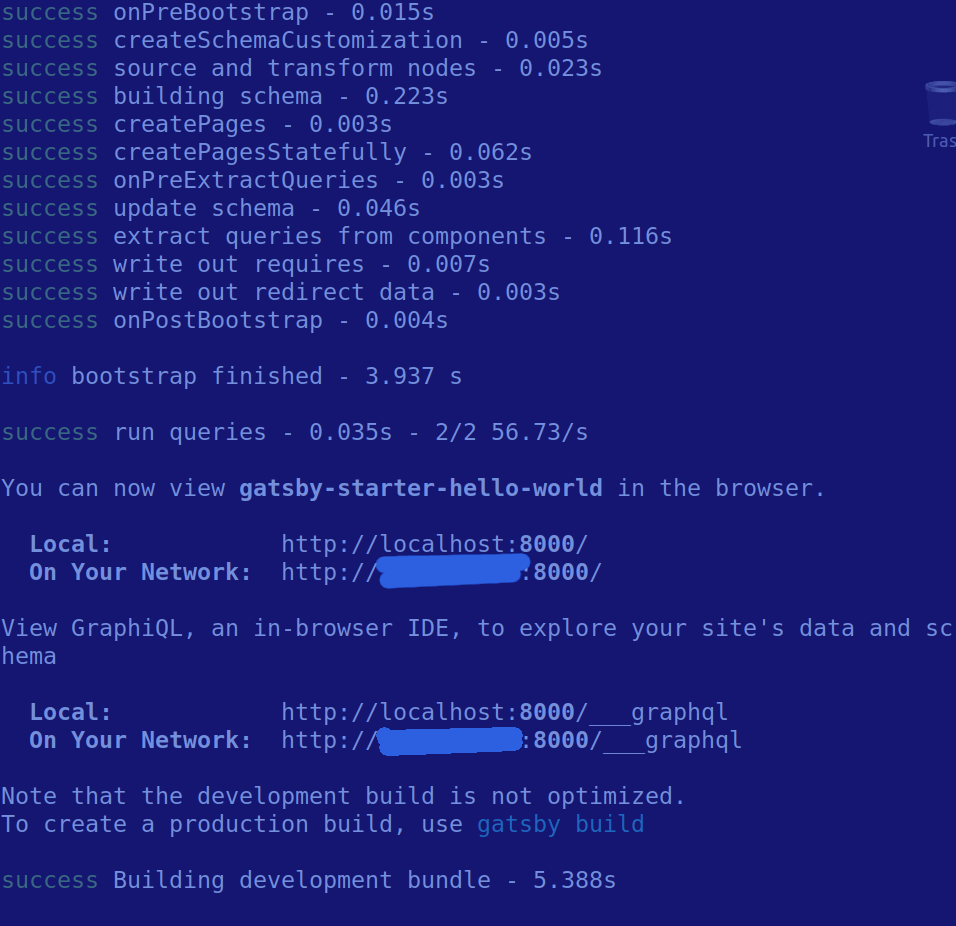 success onPreBootstrap - 0.015s
success createSchemaCustomization - 0.005s
success source and transform nodes - 0.023s
success building schema - 0.223s
success createPages - 0.003s
success createPagesStatefully - 0.062s
success onPreExtractQueries - 0.003s
success update schema - 0.046s
success extract queries from components - 0.116s
success write out requires - 0.007s
success write out redirect data - 0.003s
success onPostBootstrap - 0.004s
info bootstrap finished - 3.937 s
success run queries - 0.035s - 2/2 56.73/s
You can now view gatsby-starter-hello-world in the browser.
Local: http://localhost:8000/
On Your Network: http:// :8000/
View GraphiQL, an in-browser IDE, to explore your site's data and sc
hema
Local: http://localhost:8000/___graphql
On Your Network: http:// :8000/___graphql
Note that the development build is not optimized.
To create a production build, use gatsby build
success Building development bundle - 5.388s
Tras